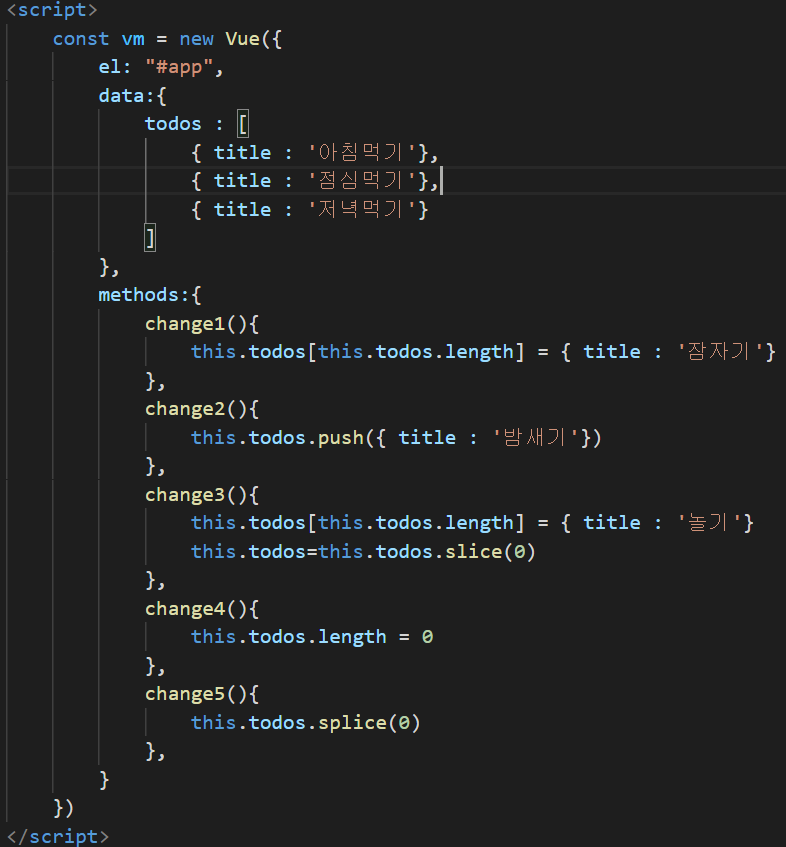 <script>
const vm = new Vue({
el: "#app",
data:{
todos : [
{ title : '아침먹기'},
{ title : '점심먹기'},
{ title : '저녁먹기'}
]
},
methods:{
change1(){
this.todos[this.todos.length] = { title : '잠자기'}
},
change2(){
this.todos.push({ title : '밤새기'})
},
change3(){
this.todos[this.todos.length] = { title : '놀기'}
this.todos=this.todos.slice(0)
},
change4(){
this.todos.length = 0
},
change5(){
this.todos.splice(0)
},
}
})
</script>